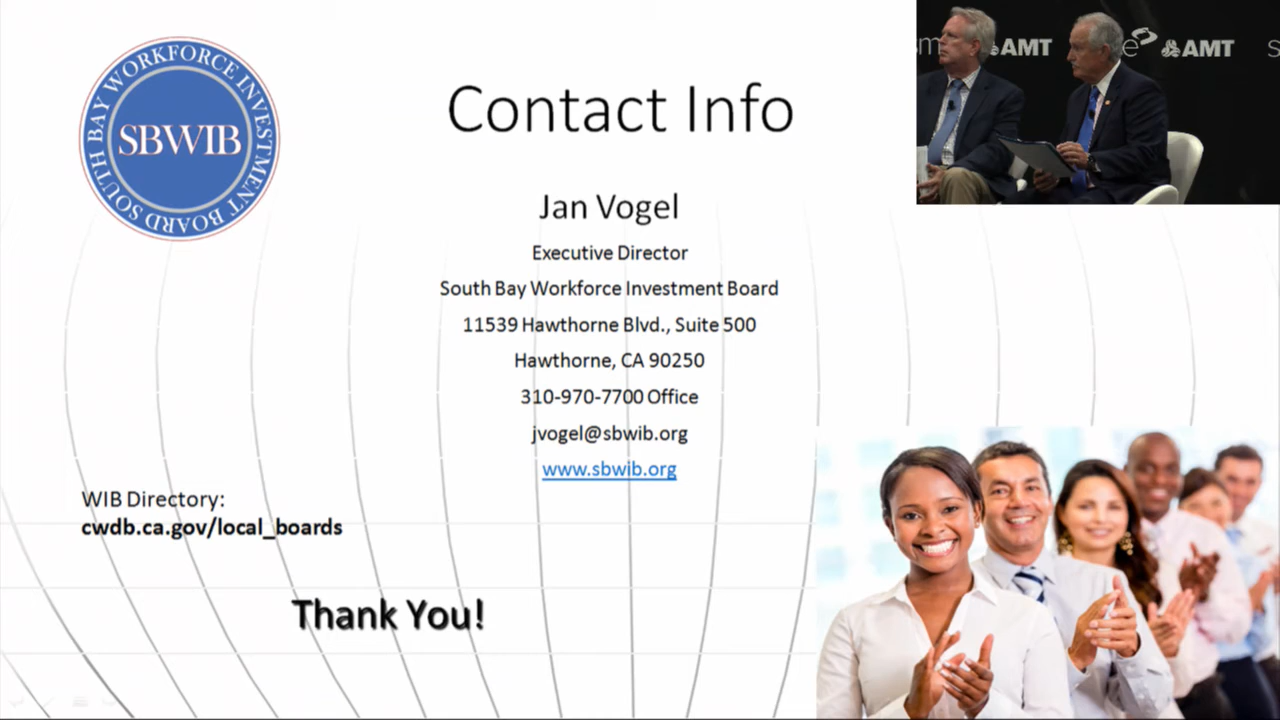 SOUTH BAY WORKFORCE INVESTMENT BOARD
SBWIB
Contact Info
Jan Vogel
Executive Director
South Bay Workforce Investment Board
11539 Hawthorne Blvd., Suite 500
Hawthorne, CA 90250
310-970-7700 Office
jvogel@sbwib.org
www.sbwib.org
WIB Directory:
cwdb.ca.gov/local_boards
Thank You!
AMT
AMT